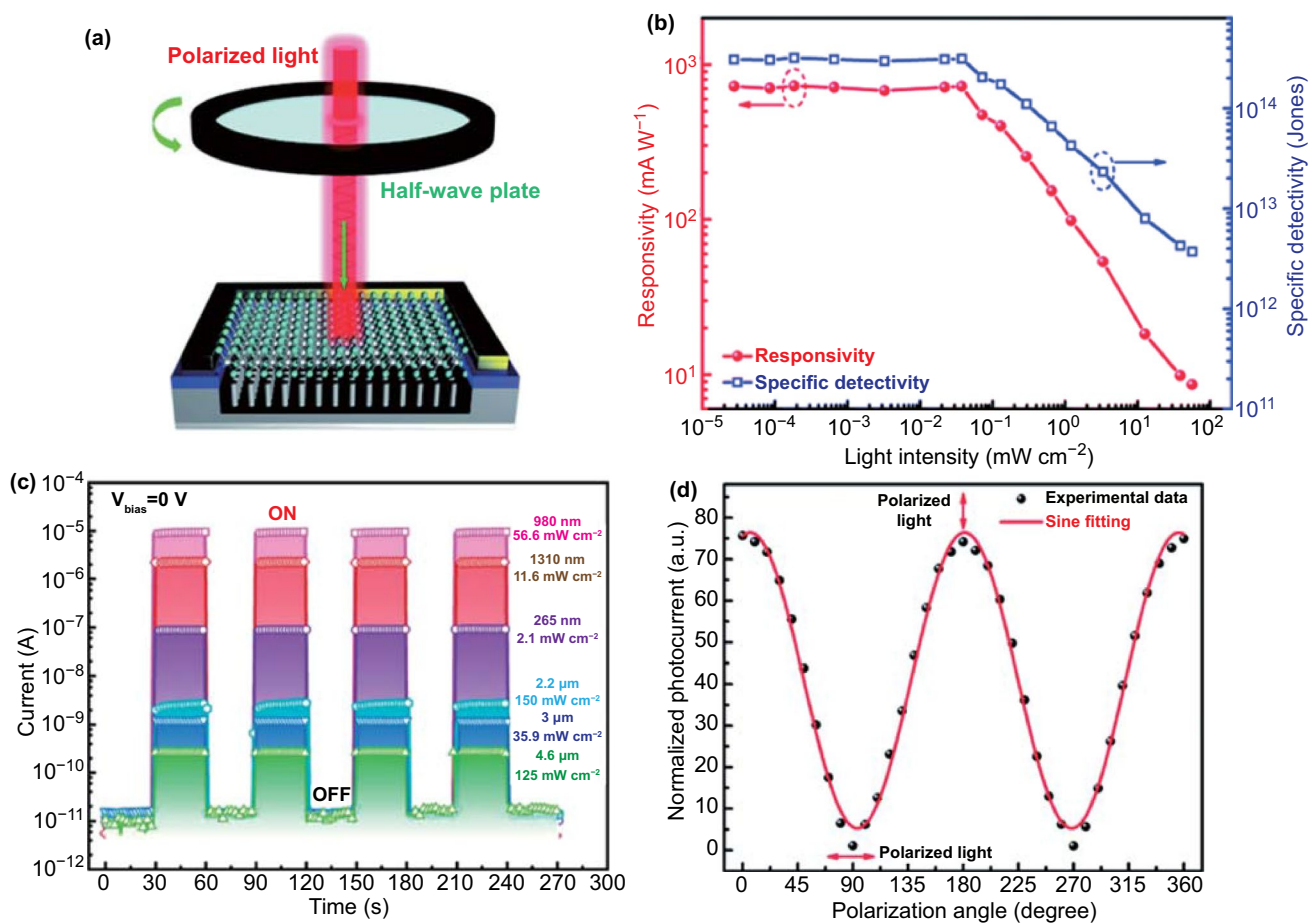 (a)
Polarized light
Half-wave plate
(b)
10³
10²
10¹
Responsivity (mA W⁻¹)
10¹⁴
10¹³
10¹²
10¹¹
Specific detectivity (Jones)
Responsivity
Specific detectivity
10⁻⁵ 10⁻⁴ 10⁻³ 10⁻² 10⁻¹ 10⁰ 10¹ 10²
Light intensity (mW cm⁻²)
(c)
V_bias=0 V
ON
OFF
980 nm
56.6 mW cm⁻²
1310 nm
11.6 mW cm⁻²
265 nm
2.1 mW cm⁻²
2.2 μm
150 mW cm⁻²
3 μm
35.9 mW cm⁻²
4.6 μm
125 mW cm⁻²
10⁻⁴
10⁻⁵
10⁻⁶
10⁻⁷
10⁻⁸
10⁻⁹
10⁻¹⁰
10⁻¹¹
10⁻¹²
Current (A)
0 30 60 90 120 150 180 210 240 270 300
Time (s)
(d)
Polarized
light
Experimental data
Sine fitting
Polarized light
80
75
60
45
30
15
0
Normalized photocurrent (a.u.)
0 45 90 135 180 225 270 315 360
Polarization angle (degree)